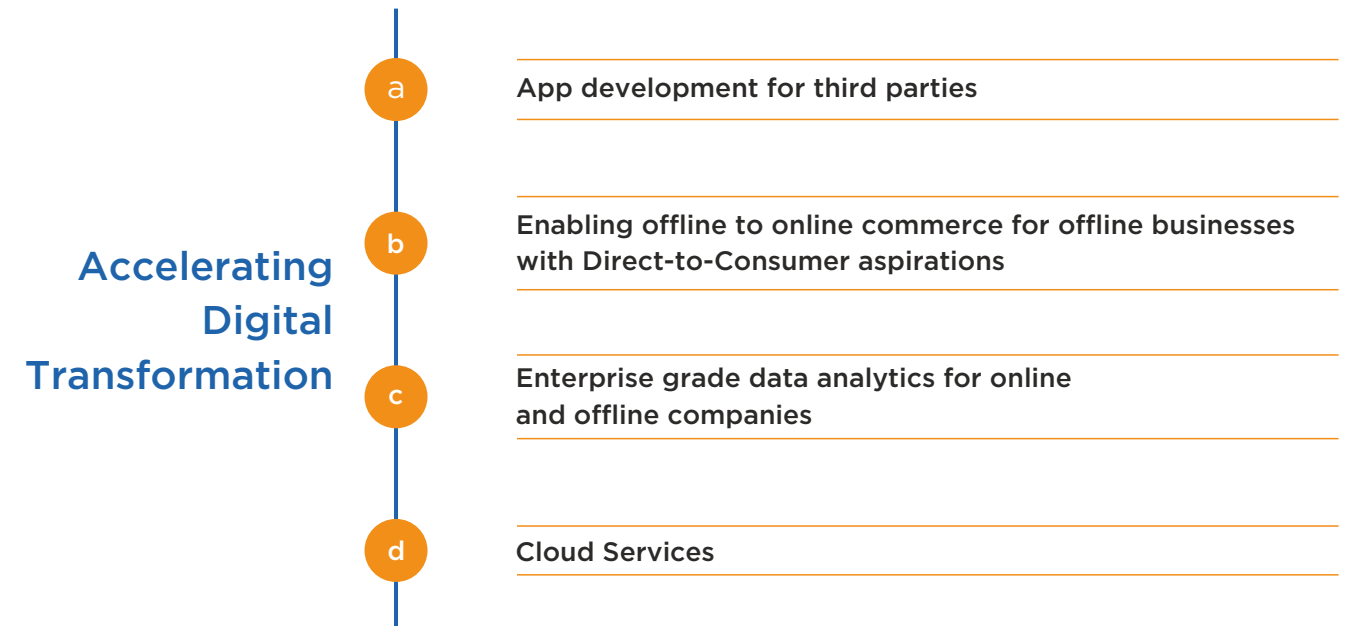 Accelerating
Digital
Transformation
a
App development for third parties
b
Enabling offline to online commerce for offline businesses
with Direct-to-Consumer aspirations
c
Enterprise grade data analytics for online
and offline companies
d
Cloud Services